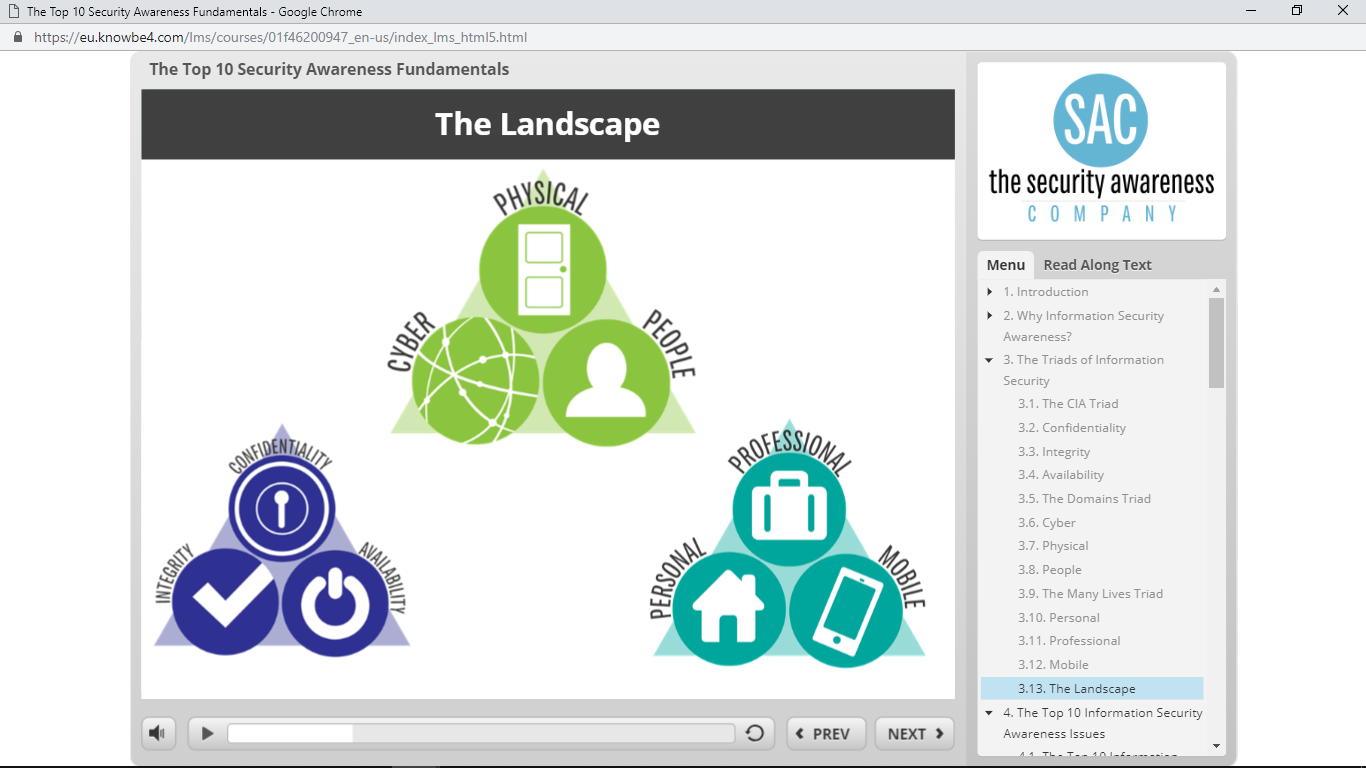 The Top 10 Security Awareness Fundamentals - Google Chrome
https://eu.knowbe4.com/lms/courses/01f46200947_en-us/index_lms_html5.html
The Top 10 Security Awareness Fundamentals
The Landscape
PHYSICAL
CYBER
PEOPLE
CONFIDENTIALITY
INTEGRITY
AVAILABILITY
PROFESSIONAL
PERSONAL
MOBILE
PREV
NEXT
SAC
the security awareness
COMPANY
Menu
Read Along Text
1. Introduction
2. Why Information Security
Awareness?
3. The Triads of Information
Security
3.1. The CIA Triad
3.2. Confidentiality
3.3. Integrity
3.4. Availability
3.5. The Domains Triad
3.6. Cyber
3.7. Physical
3.8. People
3.9. The Many Lives Triad
3.10. Personal
3.11. Professional
3.12. Mobile
3.13. The Landscape
4. The Top 10 Information Security
Awareness Issues
4.1. The Top 10 Information